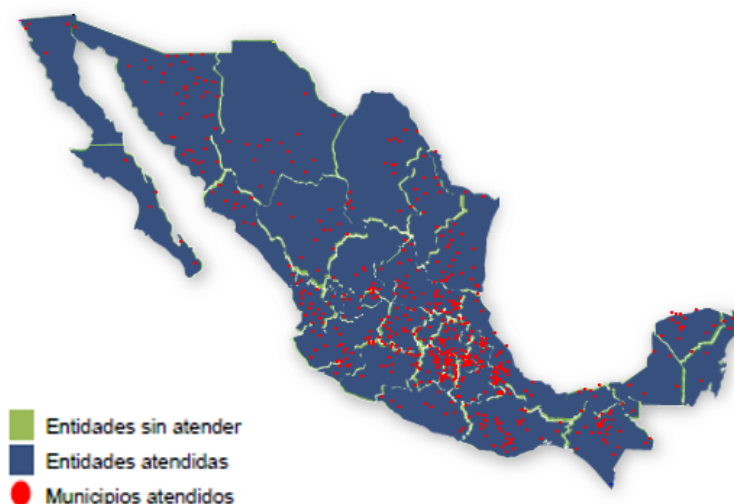 Entidades sin atender
Entidades atendidas
Municipios atendidos